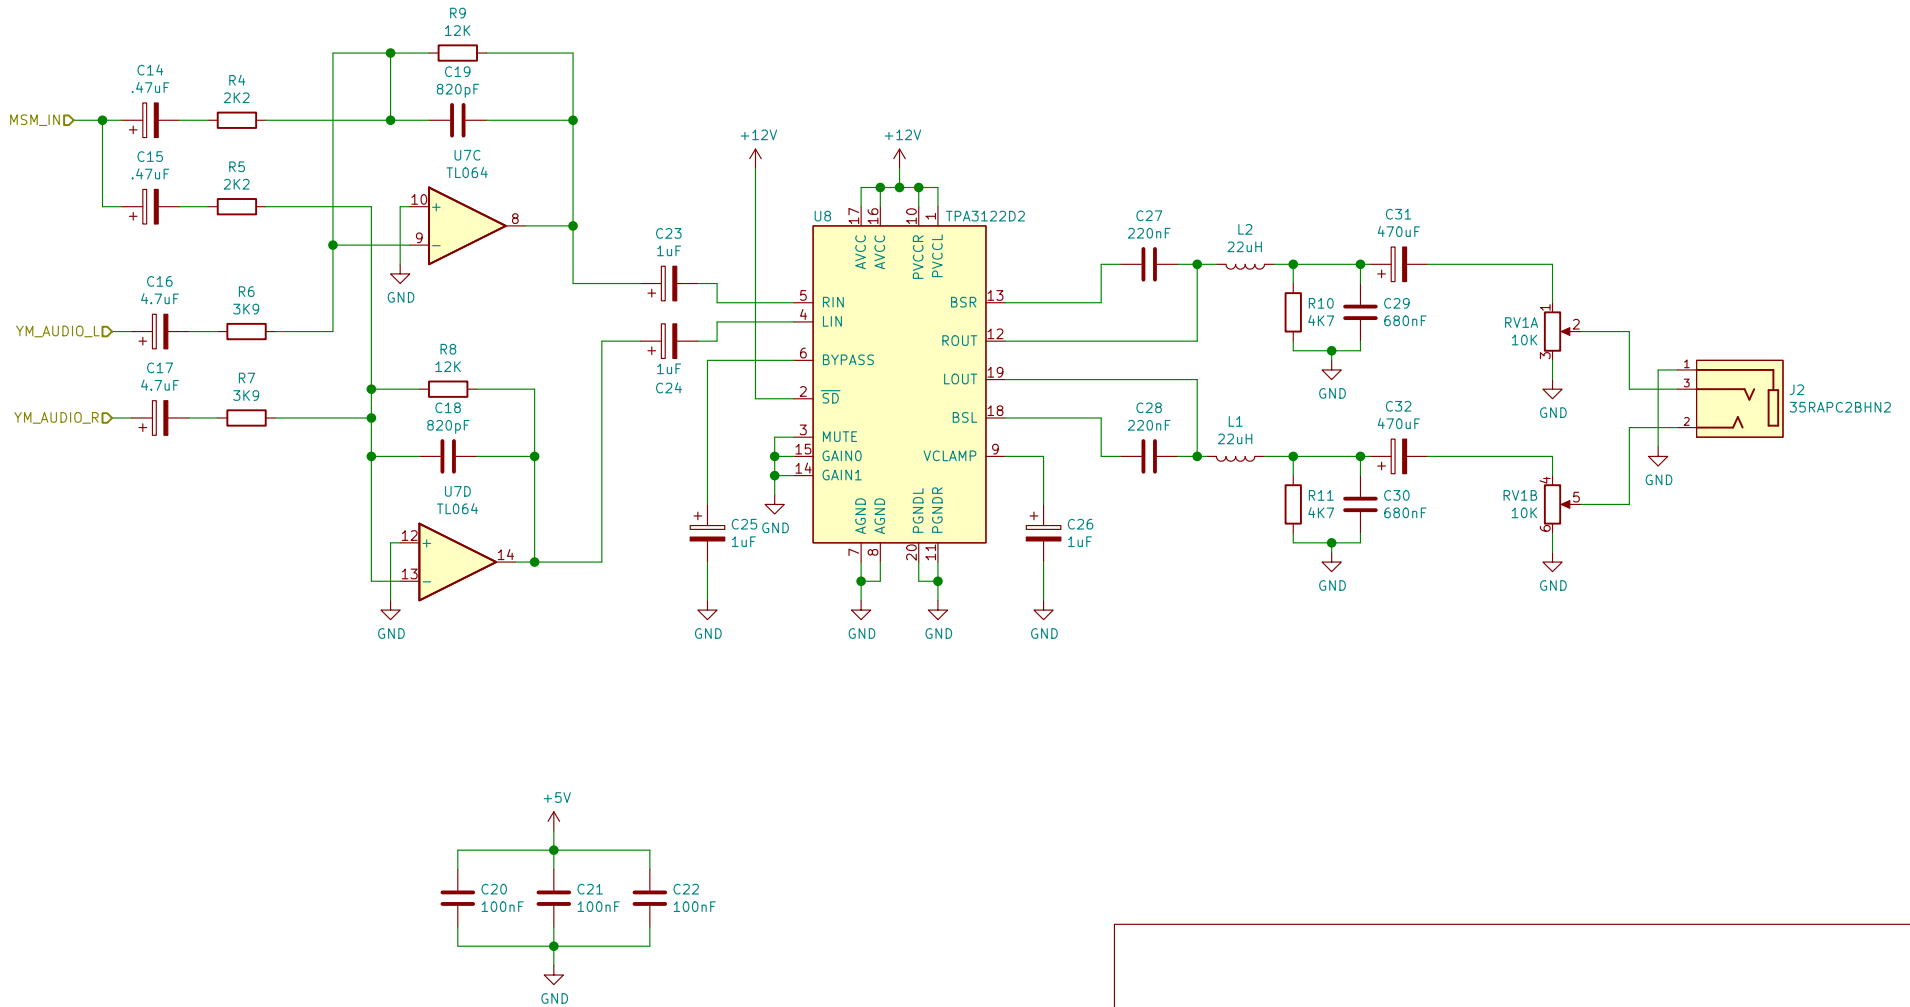 R9
12K
C19
820pF
C14
.47uF
R4
2K2
MSM_IN
+
C15
.47uF
R5
2K2
+
U7C
TL064
10
+
9
−
8
GND
C16
4.7uF
R6
3K9
YM_AUDIO_L
+
C17
4.7uF
R7
3K9
YM_AUDIO_R
+
R8
12K
C18
820pF
U7D
TL064
12
+
13
−
14
GND
C23
1uF
+
+
1uF
C24
+12V
+12V
U8
TPA3122D2
17
16
10
1
AVCC
AVCC
PVCCR
PVCCL
5
RIN
4
LIN
6
BYPASS
2
SD
3
MUTE
15
GAIN0
14
GAIN1
BSR
13
ROUT
12
LOUT
19
BSL
18
VCLAMP
9
AGND
AGND
PGNDL
PGNDR
7
8
20
11
+
C25
1uF
GND
GND
GND
GND
+
C26
1uF
GND
C27
220nF
L2
22uH
R10
4K7
C29
680nF
GND
C31
470uF
+
C28
220nF
L1
22uH
R11
4K7
C30
680nF
GND
C32
470uF
+
RV1A
10K
1
2
3
GND
RV1B
10K
4
5
6
GND
1
3
2
J2
35RAPC2BHN2
GND
+5V
C20
100nF
C21
100nF
C22
100nF
GND